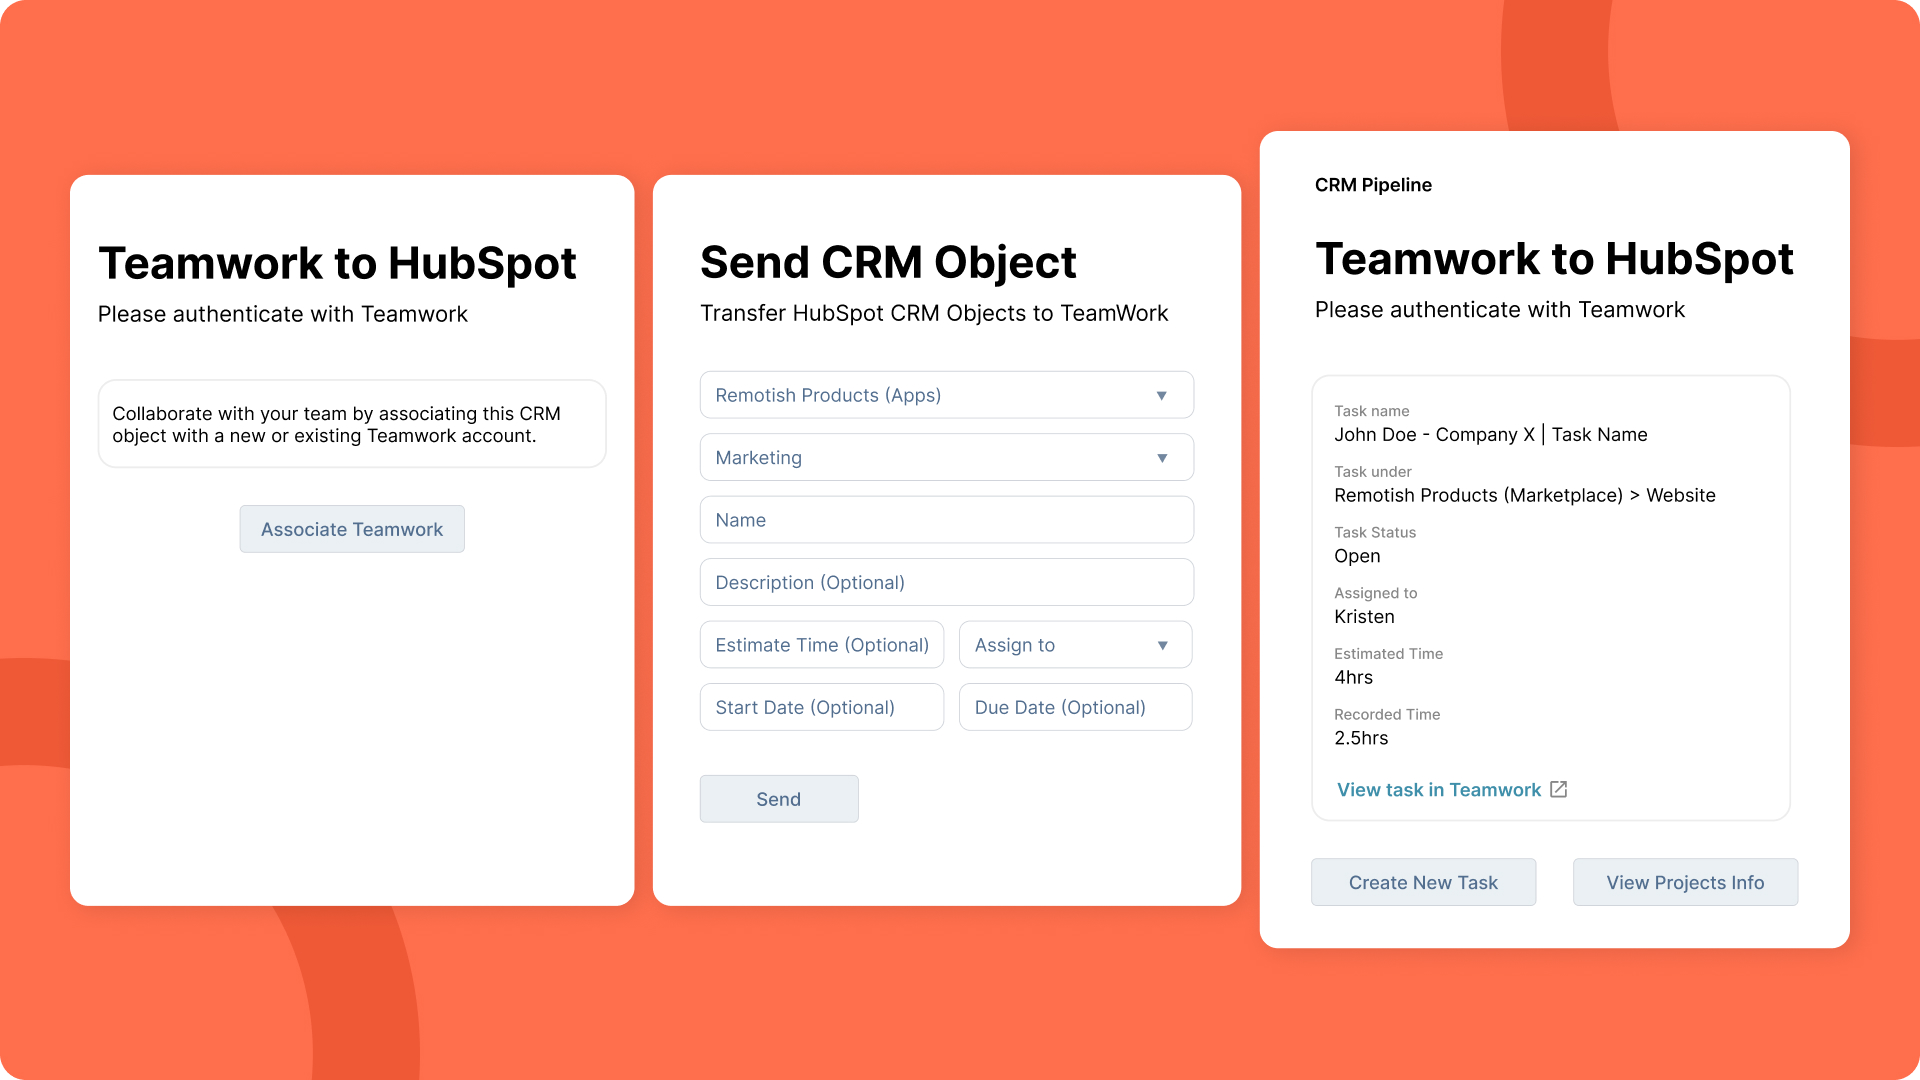 Teamwork to HubSpot
Please authenticate with Teamwork
Collaborate with your team by associating this CRM
object with a new or existing Teamwork account.
Associate Teamwork
Send CRM Object
Transfer HubSpot CRM Objects to TeamWork
Remotish Products (Apps)
Marketing
Name
Description (Optional)
Estimate Time (Optional)
Assign to
Start Date (Optional)
Due Date (Optional)
Send
CRM Pipeline
Teamwork to HubSpot
Please authenticate with Teamwork
Task name
John Doe - Company X | Task Name
Task under
Remotish Products (Marketplace) > Website
Task Status
Open
Assigned to
Kristen
Estimated Time
4hrs
Recorded Time
2.5hrs
View task in Teamwork
Create New Task
View Projects Info